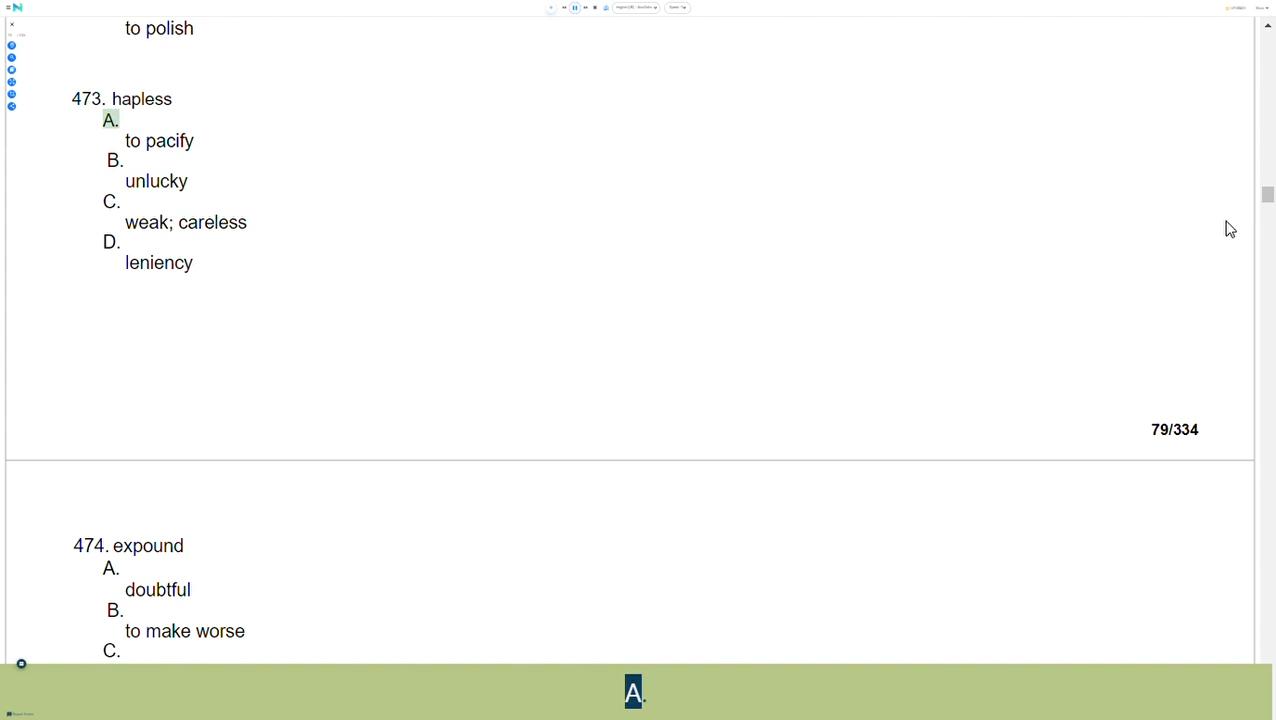 to polish
473. hapless
A.
to pacify
B.
unlucky
C.
weak; careless
D.
leniency
79/334
474. expound
A.
doubtful
B.
to make worse
C.
A.